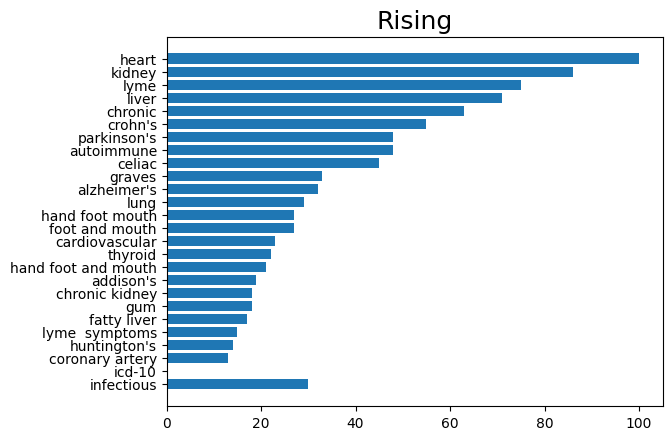 Rising
heart
kidney
lyme
liver
chronic
crohn's
parkinson's
autoimmune
celiac
graves
alzheimer's
lung
hand foot mouth
foot and mouth
cardiovascular
thyroid
hand foot and mouth
addison's
chronic kidney
gum
fatty liver
lyme  symptoms
huntington's
coronary artery
icd-10
infectious
0 20 40 60 80 100